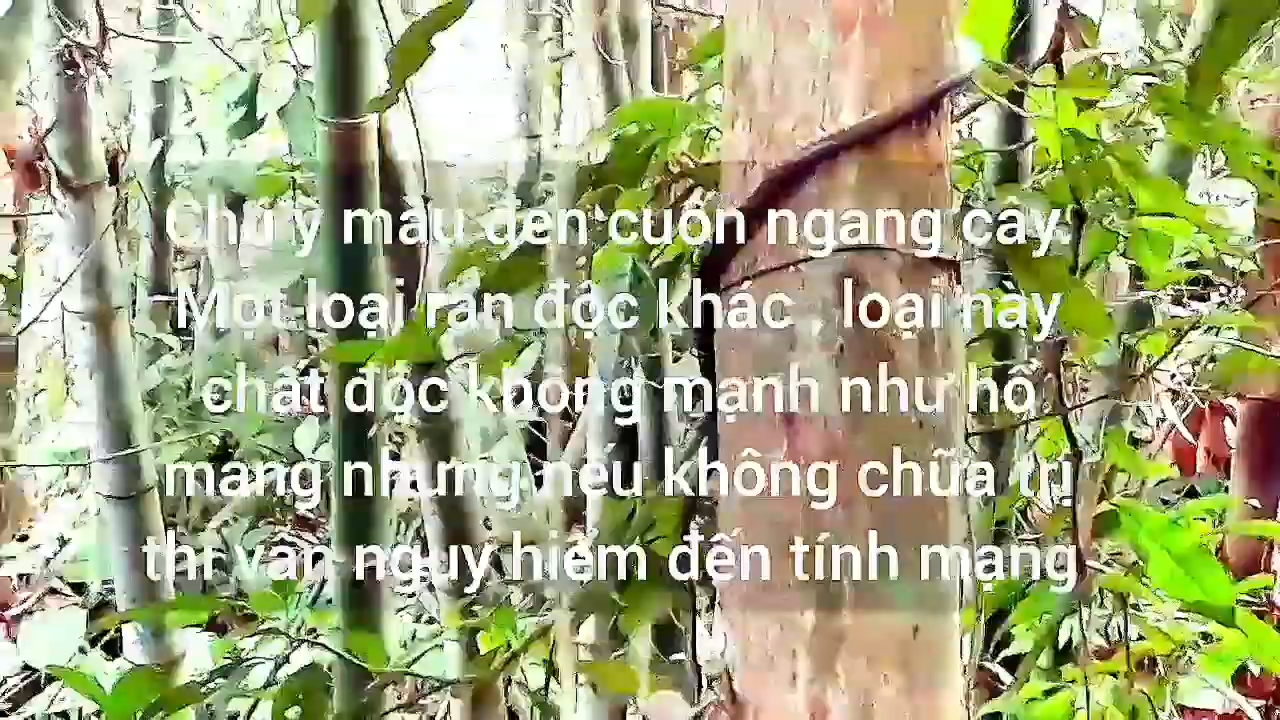 Chú ý màu đen cuộn ngang cây.
Một loại rắn độc khác , loại này
chất độc không mạnh như hổ
mang nhưng nếu không chữa trị
thì vẫn nguy hiểm đến tính mạng